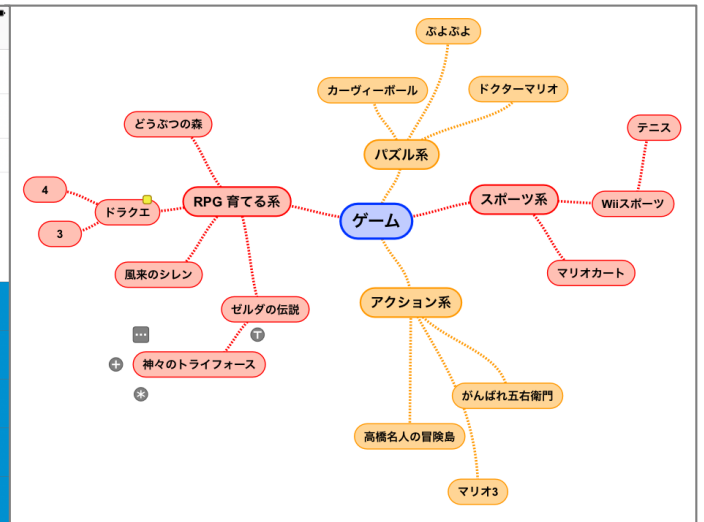 ぷよぷよ
カーヴィーボール
ドクターマリオ
どうぶつの森
テニス
パズル系
4
RPG 育てる系
スポーツ系
Wiiスポーツ
ドラクエ
ゲーム
3
風来のシレン
マリオカート
ゼルダの伝説
アクション系
神々のトライフォース
がんばれ五右衛門
高橋名人の冒険島
マリオ3